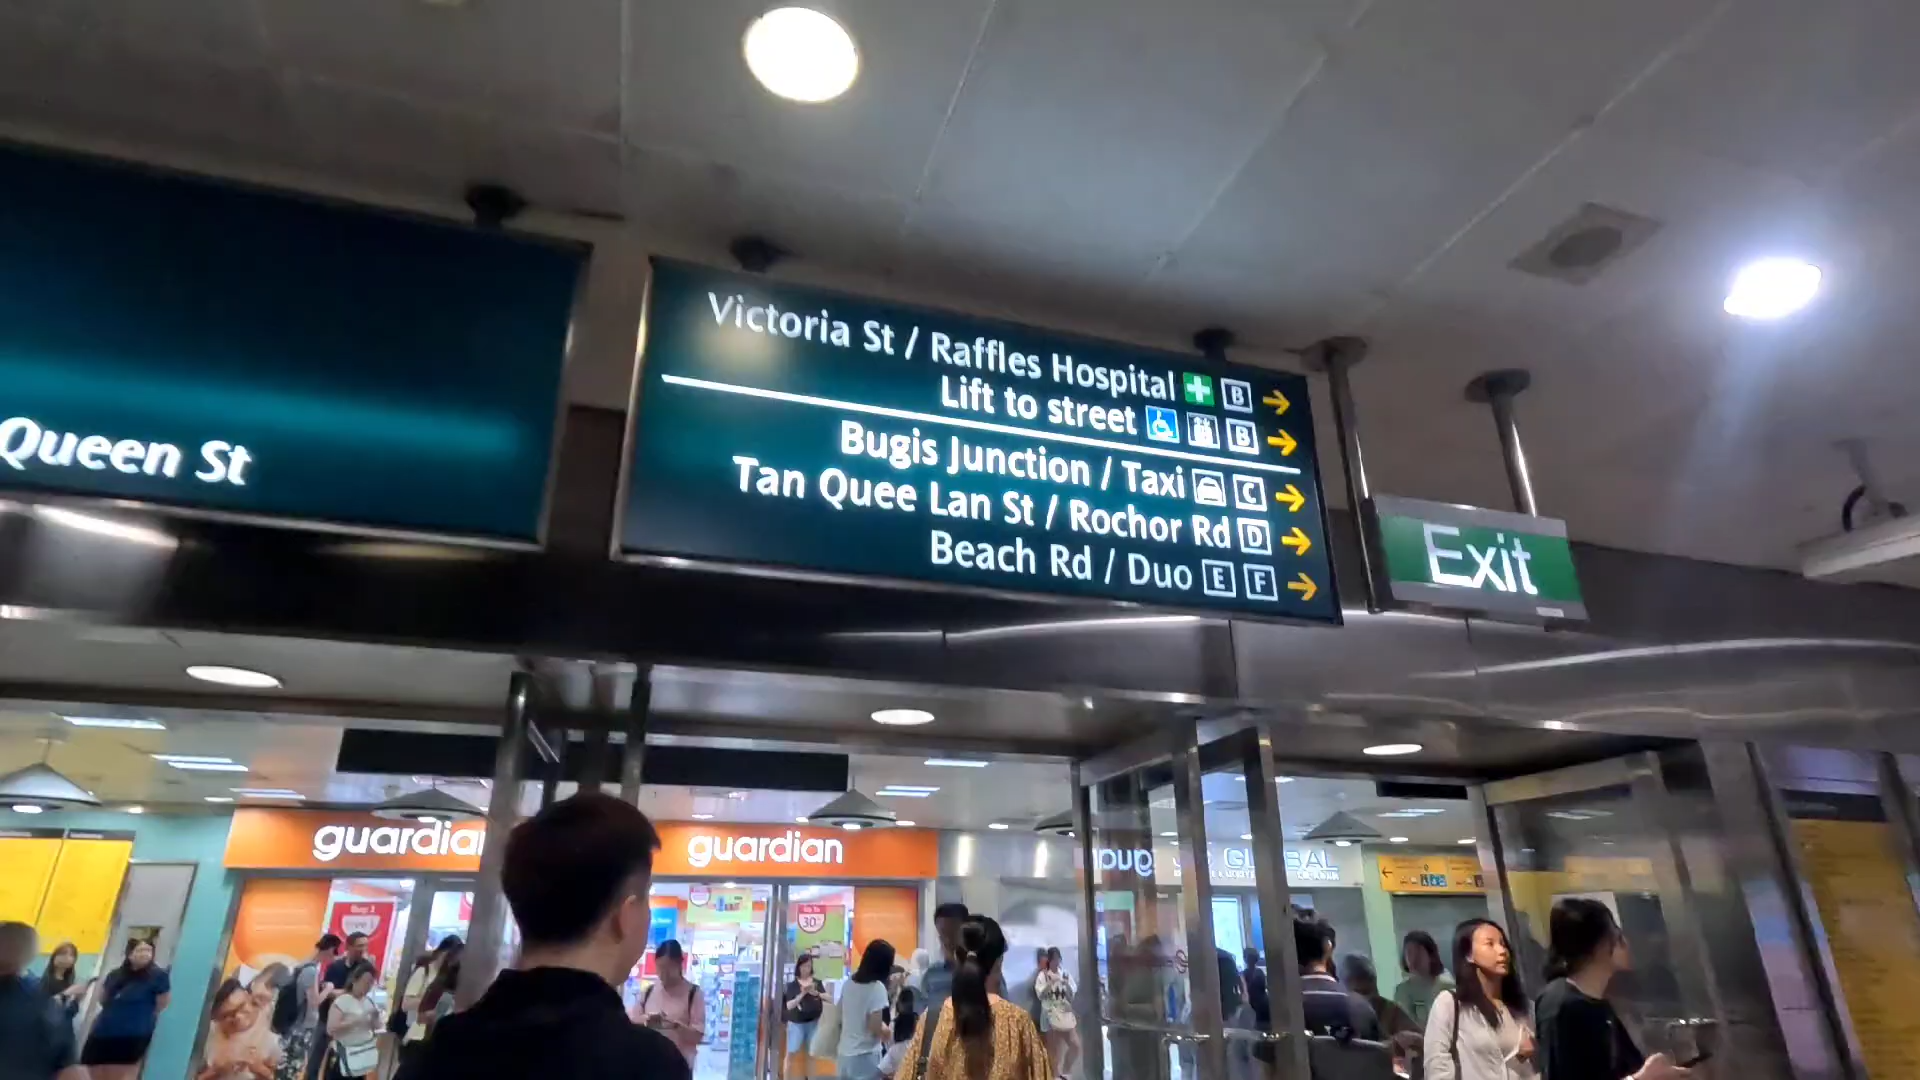 Queen St
Victoria St / Raffles Hospital B
Lift to street B
Bugis Junction / Taxi C
Tan Quee Lan St / Rochor Rd D
Beach Rd / Duo E F
Exit
guardian
guardian
30